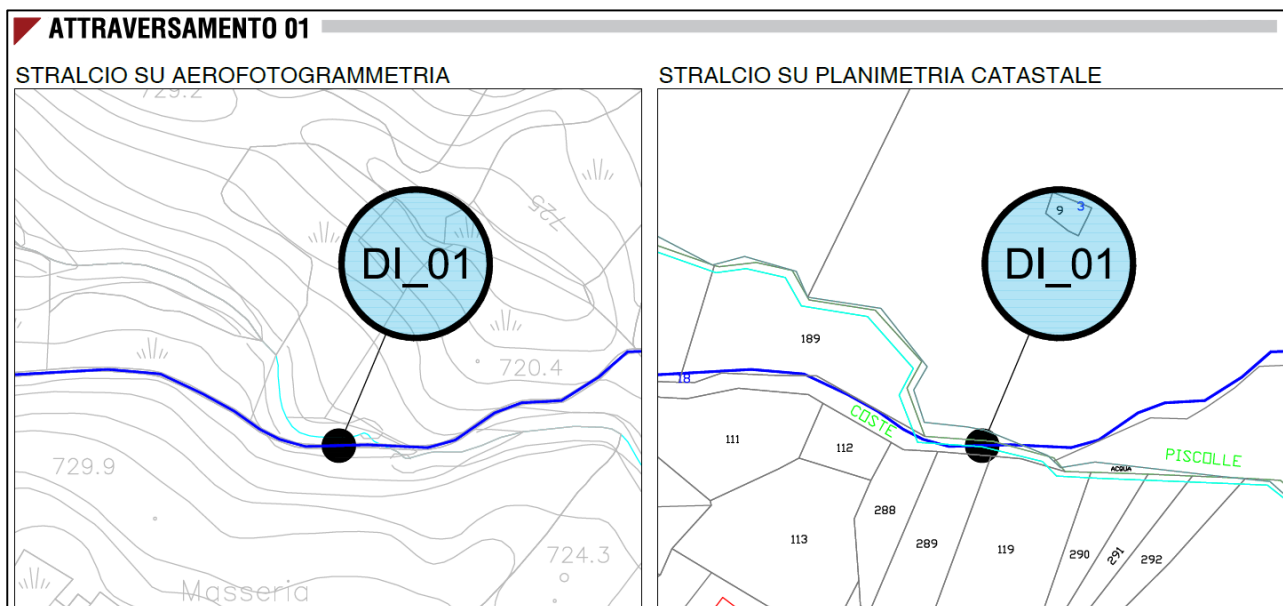 ATTRAVERSAMENTO 01
STRALCIO SU AEROFOTOGRAMMETRIA
729.2
725
DI_01
720.4
729.9
724.3
Masseria
STRALCIO SU PLANIMETRIA CATASTALE
9 3
DI_01
189
18
COSTE
111
112
PISCOLLE
ACQUA
288
113
289
119
290
291
292